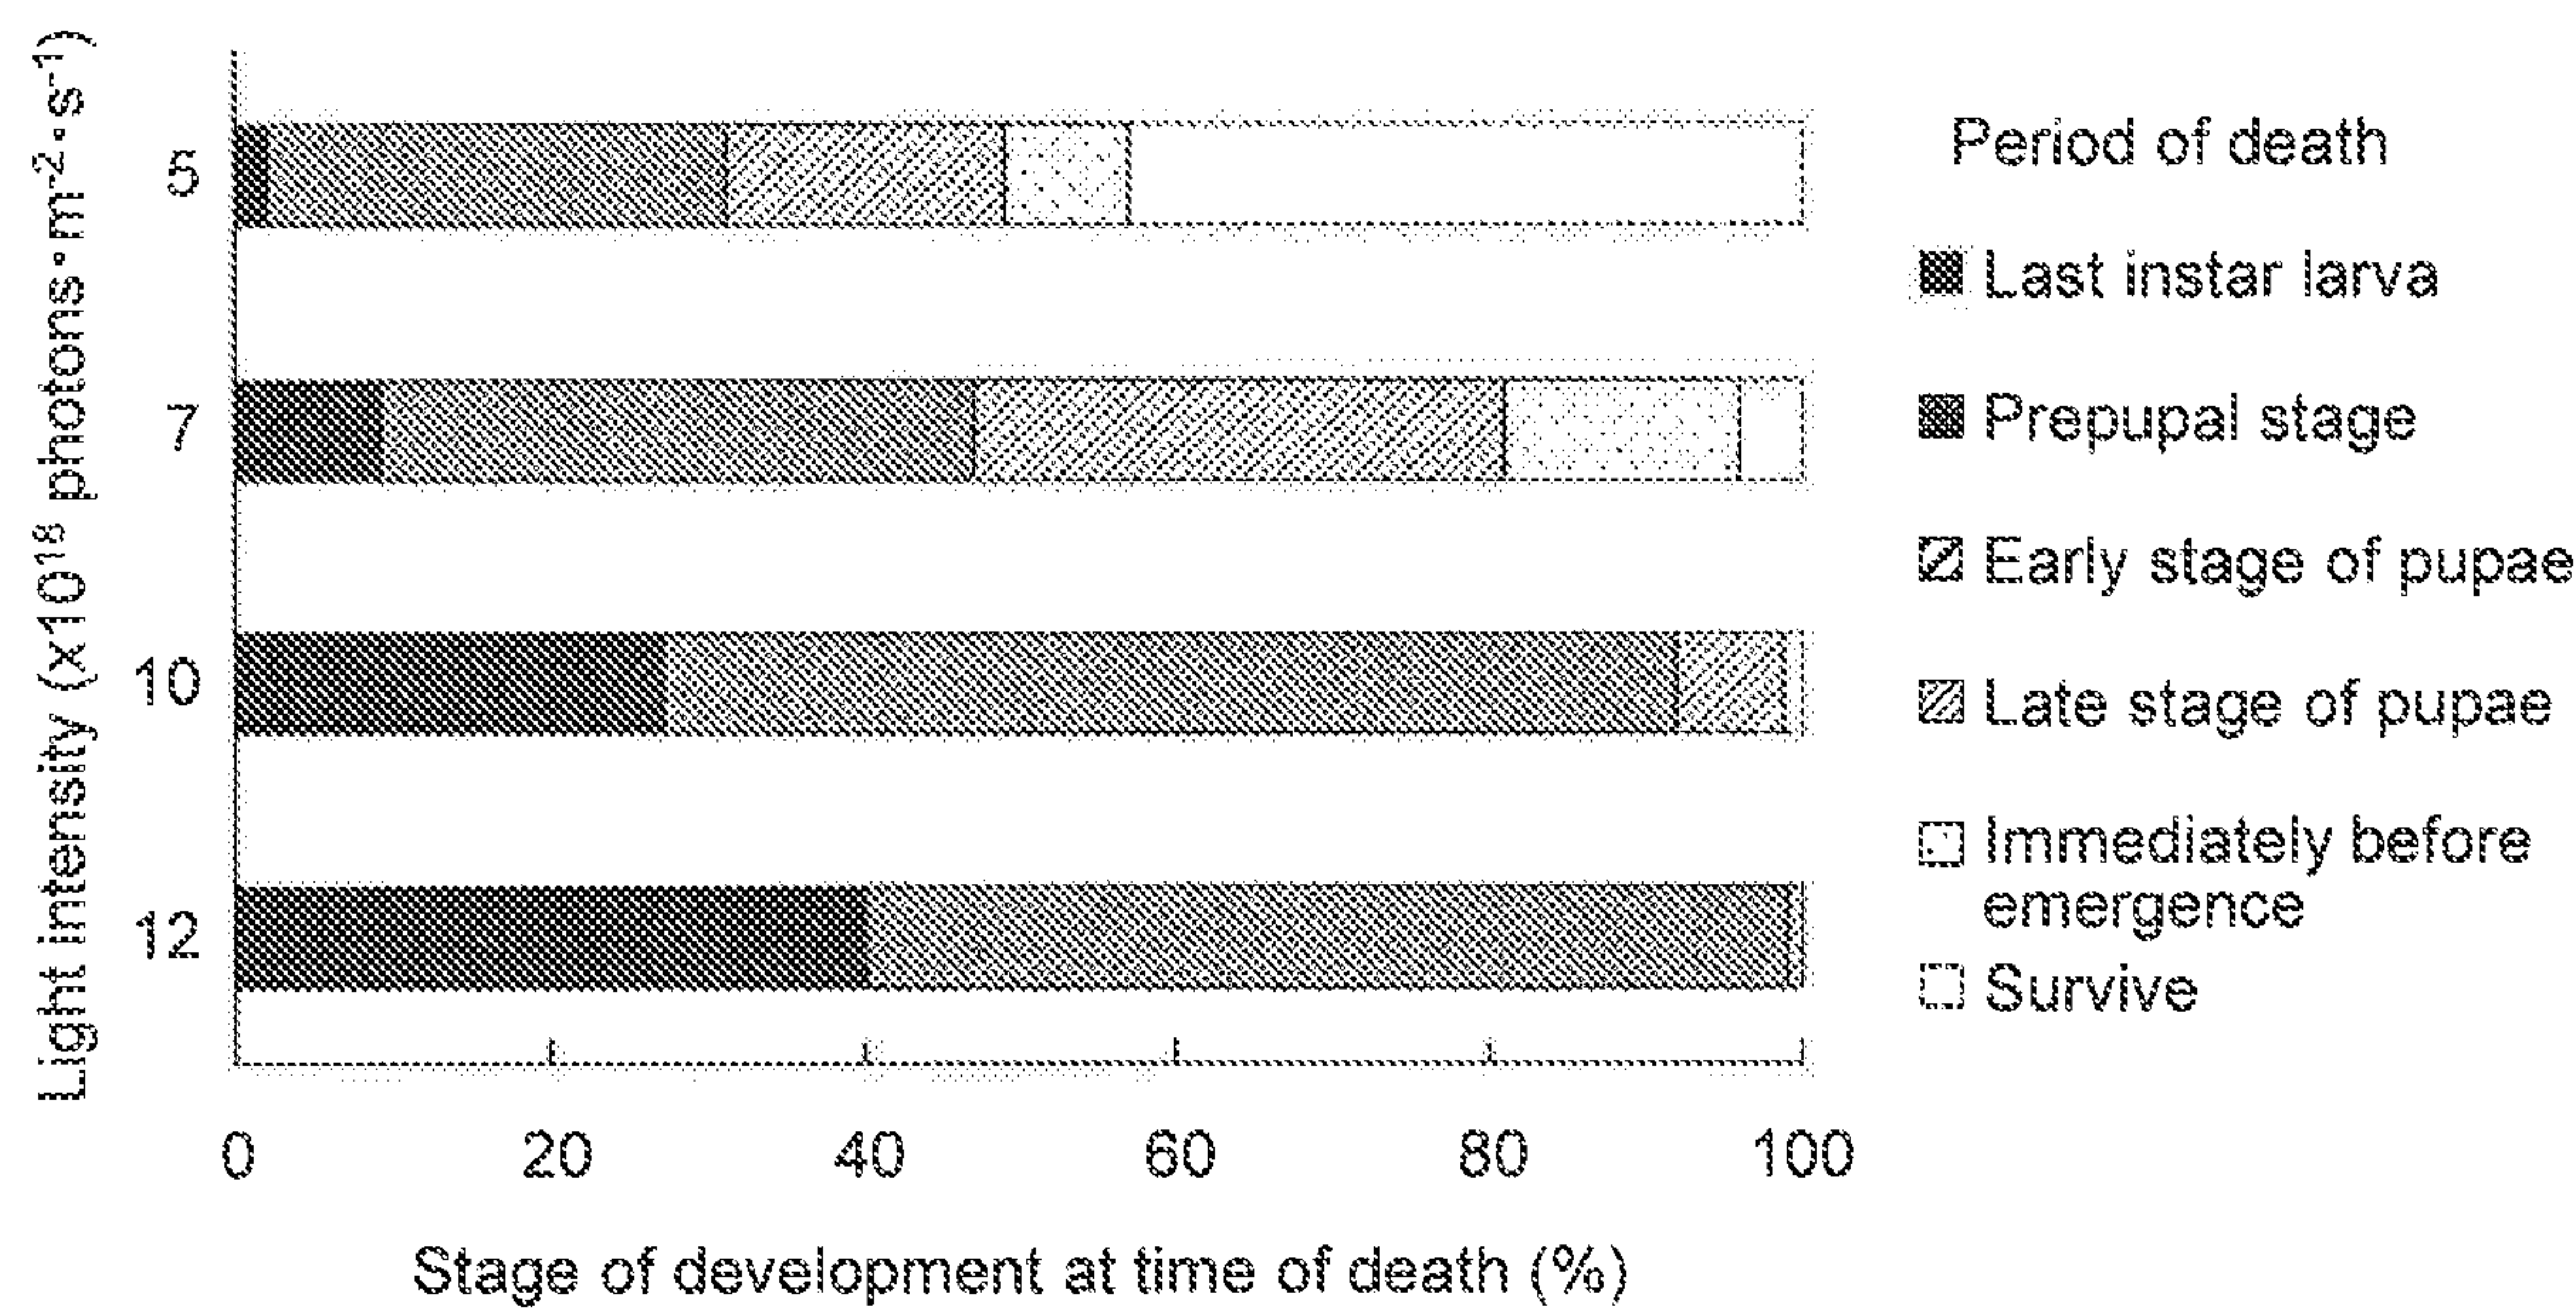 Light intensity (x10¹⁸ photons·m⁻²·s⁻¹)
5
7
10
12
0 20 40 60 80 100
Stage of development at time of death (%)
Period of death
Last instar larva
Prepupal stage
Early stage of pupae
Late stage of pupae
Immediately before
emergence
Survive